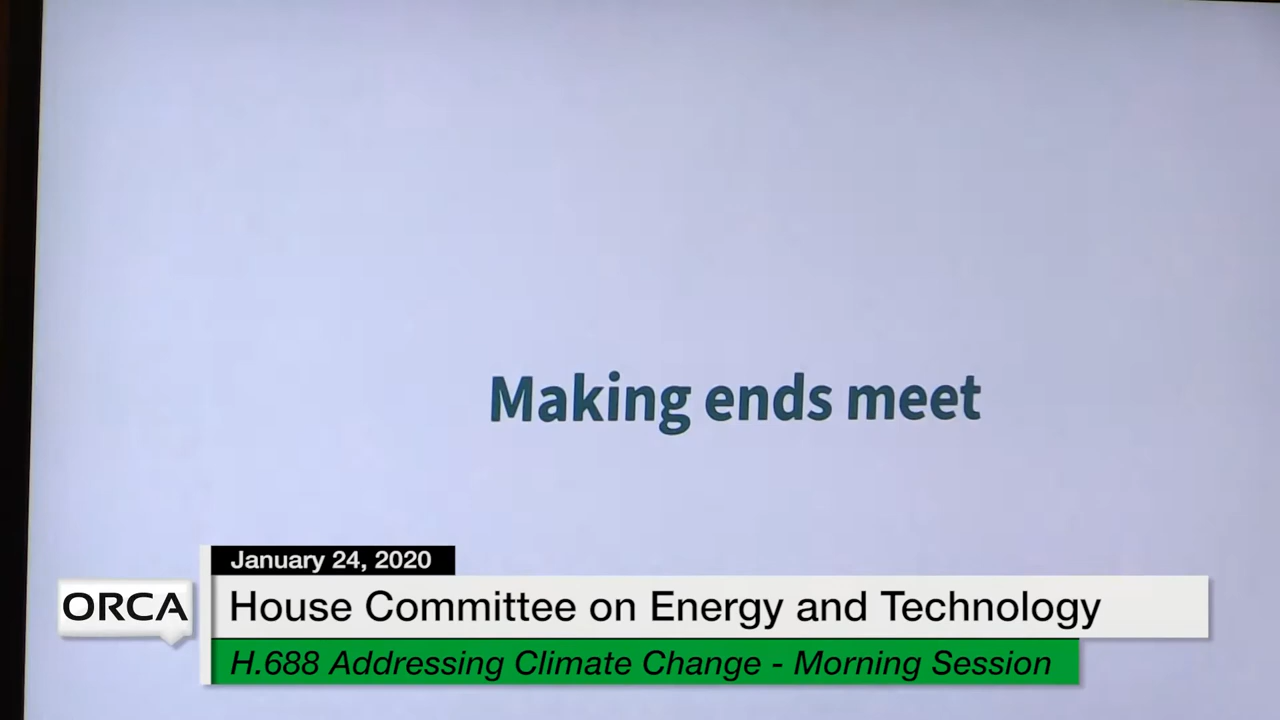 Making ends meet
January 24, 2020
ORCA
House Committee on Energy and Technology
H.688 Addressing Climate Change - Morning Session